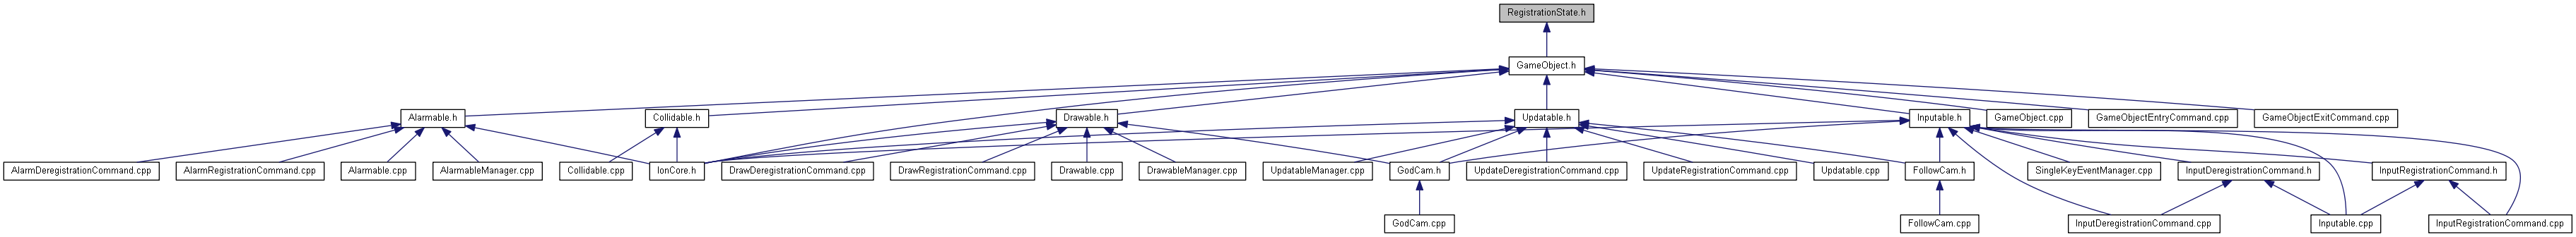 RegistrationState.h
GameObject.h
Alarmable.h
Collidable.h
Drawable.h
Updatable.h
Inputable.h
GameObject.cpp
GameObjectEntryCommand.cpp
GameObjectExitCommand.cpp
AlarmDeregistrationCommand.cpp
AlarmRegistrationCommand.cpp
Alarmable.cpp
AlarmableManager.cpp
Collidable.cpp
IonCore.h
DrawDeregistrationCommand.cpp
DrawRegistrationCommand.cpp
Drawable.cpp
DrawableManager.cpp
UpdatableManager.cpp
GodCam.h
UpdateDeregistrationCommand.cpp
UpdateRegistrationCommand.cpp
Updatable.cpp
FollowCam.h
SingleKeyEventManager.cpp
InputDeregistrationCommand.h
InputRegistrationCommand.h
GodCam.cpp
FollowCam.cpp
InputDeregistrationCommand.cpp
Inputable.cpp
InputRegistrationCommand.cpp